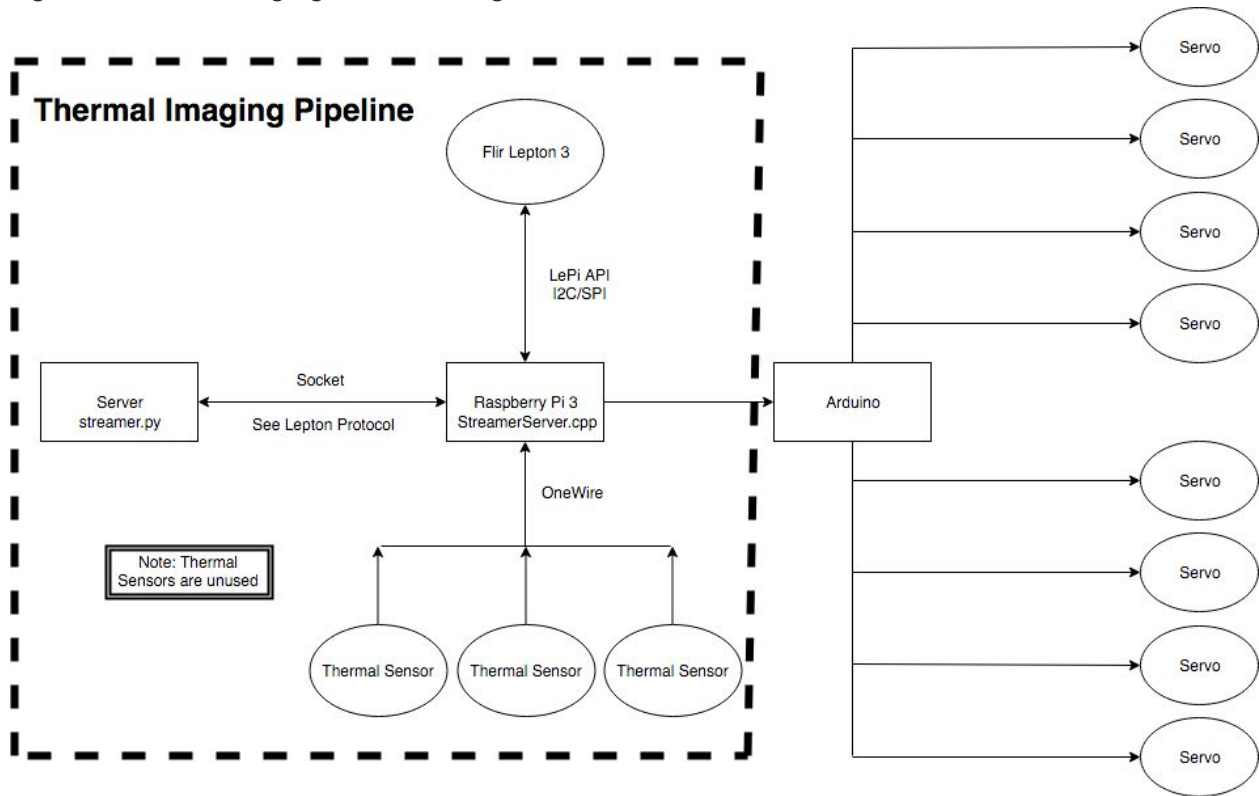 Thermal Imaging Pipeline
Flir Lepton 3
LePi API
I2C/SPI
Server
streamer.py
Socket
See Lepton Protocol
Raspberry Pi 3
StreamerServer.cpp
Arduino
OneWire
Note: Thermal
Sensors are unused
Thermal Sensor
Thermal Sensor
Thermal Sensor
Servo
Servo
Servo
Servo
Servo
Servo
Servo
Servo